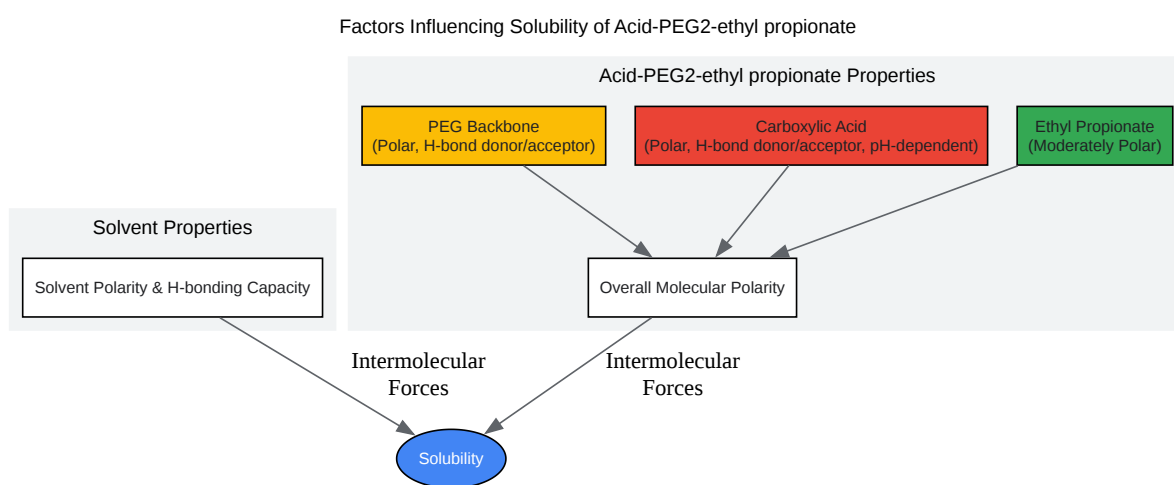 Factors Influencing Solubility of Acid-PEG2-ethyl propionate
Acid-PEG2-ethyl propionate Properties
PEG Backbone
(Polar, H-bond donor/acceptor)
Carboxylic Acid
(Polar, H-bond donor/acceptor, pH-dependent)
Ethyl Propionate
(Moderately Polar)
Solvent Properties
Solvent Polarity & H-bonding Capacity
Overall Molecular Polarity
Intermolecular
Forces
Intermolecular
Forces
Solubility